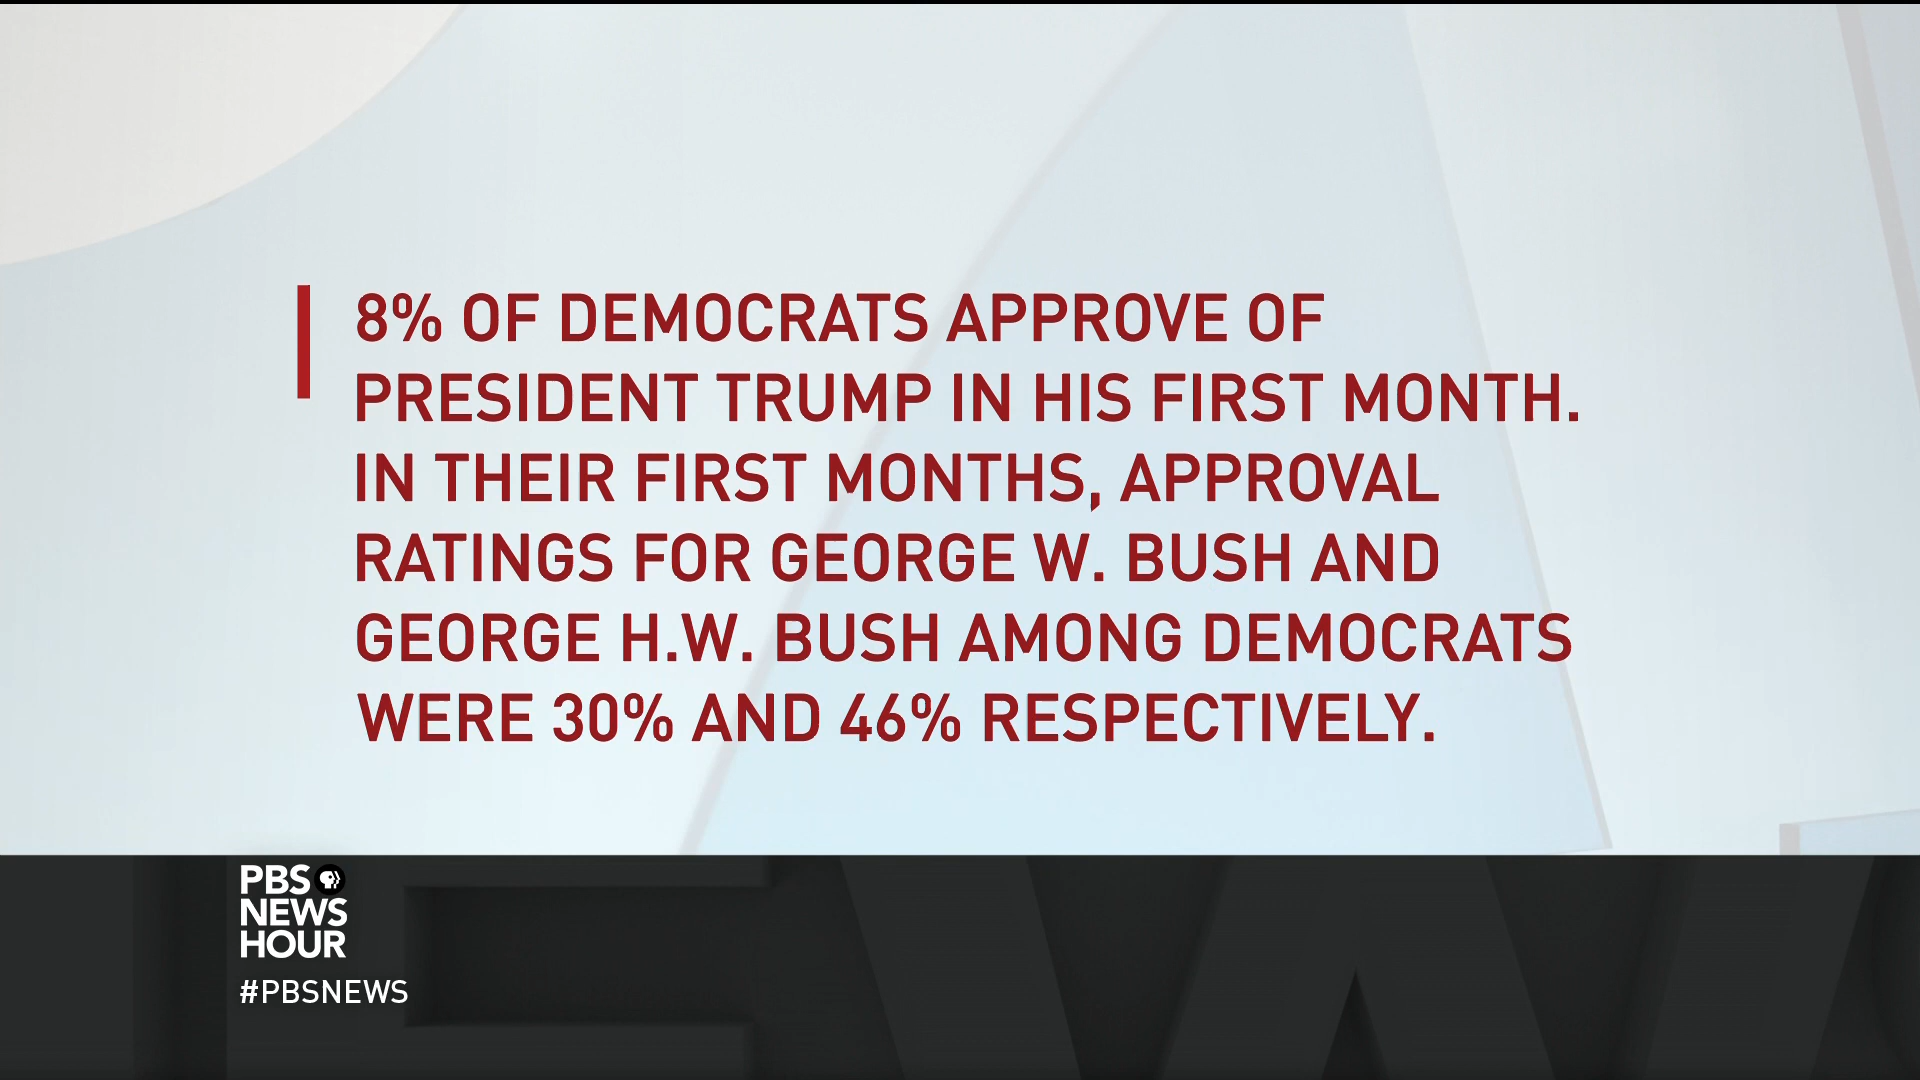 8% OF DEMOCRATS APPROVE OF
PRESIDENT TRUMP IN HIS FIRST MONTH.
IN THEIR FIRST MONTHS, APPROVAL
RATINGS FOR GEORGE W. BUSH AND
GEORGE H.W. BUSH AMONG DEMOCRATS
WERE 30% AND 46% RESPECTIVELY.
PBS
NEWS
HOUR
#PBSNEWS